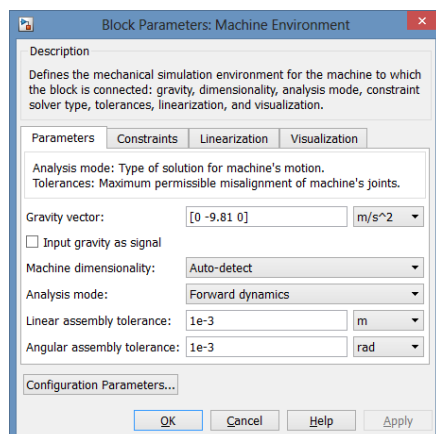 Block Parameters: Machine Environment
Description
Defines the mechanical simulation environment for the machine to which
the block is connected: gravity, dimensionality, analysis mode, constraint
solver type, tolerances, linearization, and visualization.
Parameters Constraints Linearization Visualization
Analysis mode: Type of solution for machine's motion.
Tolerances: Maximum permissible misalignment of machine's joints.
Gravity vector: [0 -9.81 0] m/s^2
Input gravity as signal
Machine dimensionality: Auto-detect
Analysis mode: Forward dynamics
Linear assembly tolerance: 1e-3 m
Angular assembly tolerance: 1e-3 rad
Configuration Parameters...
OK Cancel Help Apply